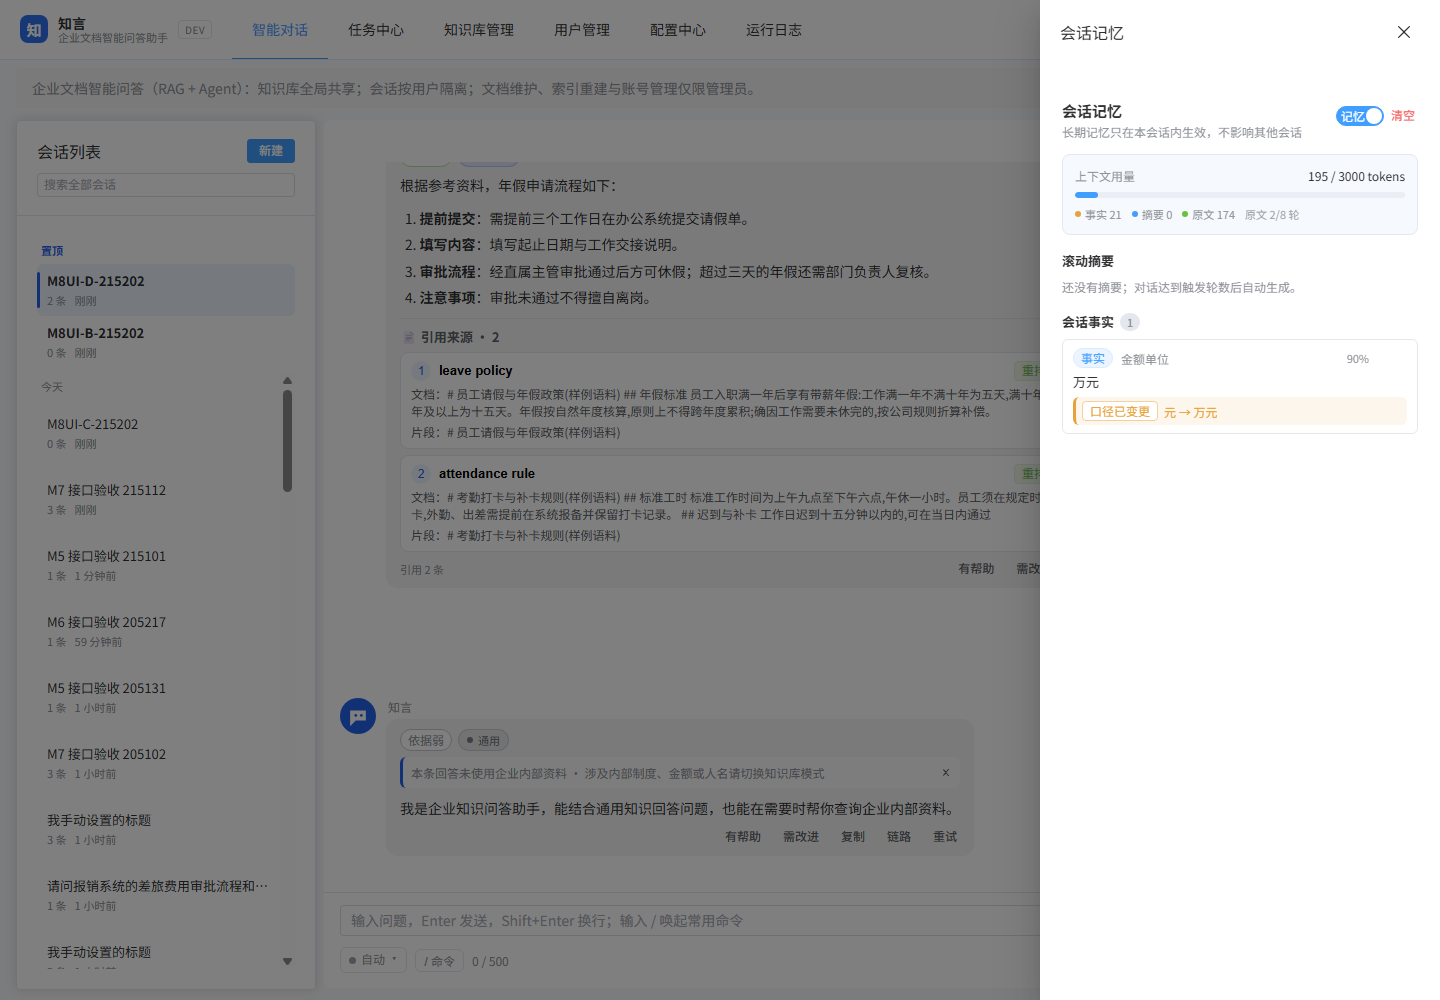 知
知言
企业文档智能问答助手
DEV
智能对话
任务中心
知识库管理
用户管理
配置中心
运行日志
企业文档智能问答（RAG + Agent）：知识库全局共享；会话按用户隔离；文档维护、索引重建与账号管理仅限管理员。
会话列表
新建
搜索全部会话
置顶
M8UI-D-215202
2 条 刚刚
M8UI-B-215202
0 条 刚刚
今天
M8UI-C-215202
0 条 刚刚
M7 接口验收 215112
3 条 刚刚
M5 接口验收 215101
1 条 1 分钟前
M6 接口验收 205217
1 条 59 分钟前
M5 接口验收 205131
1 条 1 小时前
M7 接口验收 205102
3 条 1 小时前
我手动设置的标题
3 条 1 小时前
请问报销系统的差旅费用审批流程和…
1 条 1 小时前
我手动设置的标题
根据参考资料，年假申请流程如下：
1. 提前提交：需提前三个工作日在办公系统提交请假单。
2. 填写内容：填写起止日期与工作交接说明。
3. 审批流程：经直属主管审批通过后方可休假；超过三天的年假还需部门负责人复核。
4. 注意事项：审批未通过不得擅自离岗。
引用来源 · 2
1 leave policy
重排
文档：# 员工请假与年假政策(样例语料) ## 年假标准 员工入职满一年后享有带薪年假:工作满一年不满十年为五天,满十年
年及以上为十五天。年假按自然年度核算,原则上不得跨年度累积;确因工作需要未休完的,按公司规则折算补偿。
片段：# 员工请假与年假政策(样例语料)
2 attendance rule
重排
文档：# 考勤打卡与补卡规则(样例语料) ## 标准工时 标准工作时间为上午九点至下午六点,午休一小时。员工须在规定时
卡,外勤、出差需提前在系统报备并保留打卡记录。 ## 迟到与补卡 工作日迟到十五分钟以内的,可在当日内通过
片段：# 考勤打卡与补卡规则(样例语料)
引用 2 条
有帮助
需改
知言
依据弱
通用
本条回答未使用企业内部资料 · 涉及内部制度、金额或人名请切换知识库模式
x
我是企业知识问答助手，能结合通用知识回答问题，也能在需要时帮你查询企业内部资料。
有帮助
需改进
复制
链路
重试
输入问题，Enter 发送，Shift+Enter 换行；输入 / 唤起常用命令
自动
/ 命令
0 / 500
会话记忆
会话记忆
记忆
清空
长期记忆只在本会话内生效，不影响其他会话
上下文用量
195 / 3000 tokens
事实 21 摘要 0 原文 174 原文 2/8 轮
滚动摘要
还没有摘要；对话达到触发轮数后自动生成。
会话事实 1
事实
金额单位
90%
万元
口径已变更
元 → 万元